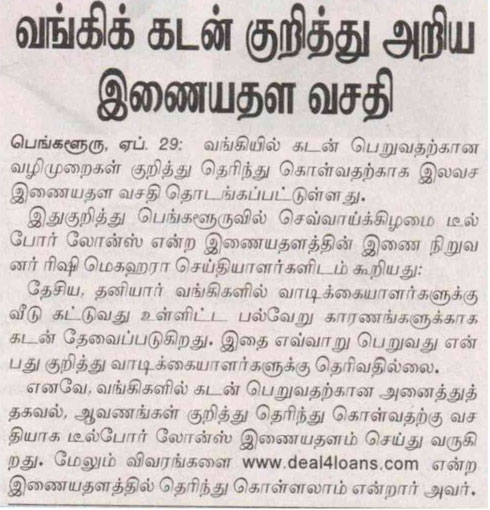 வங்கிக் கடன் குறித்து அறிய
இணையதள வசதி
பெங்களூரு, ஏப். 29: வங்கியில் கடன் பெறுவதற்கான
வழிமுறைகள் குறித்து தெரிந்து கொள்வதற்காக இலவச
இணையதள வசதி தொடங்கப்பட்டுள்ளது.
இதுகுறித்து பெங்களூருவில் செவ்வாய்க்கிழமை டீல்
போர் லோன்ஸ் என்ற இணையதளத்தின் இணை நிறுவ
னர் ரிஷி மெகஹரா செய்தியாளர்களிடம் கூறியது:
தேசிய, தனியார் வங்கிகளில் வாடிக்கையாளர்களுக்கு
வீடு கட்டுவது உள்ளிட்ட பல்வேறு காரணங்களுக்காக
கடன் தேவைப்படுகிறது. இதை எவ்வாறு பெறுவது என்
பது குறித்து வாடிக்கையாளர்களுக்கு தெரிவதில்லை.
எனவே, வங்கிகளில் கடன் பெறுவதற்கான அனைத்துத்
தகவல், ஆவணங்கள் குறித்து தெரிந்து கொள்வதற்கு வச
தியாக டீல்போர் லோன்ஸ் இணையதளம் செய்து வருகி
றது. மேலும் விவரங்களை www.deal4loans.com என்ற
இணையதளத்தில் தெரிந்து கொள்ளலாம் என்றார் அவர்.